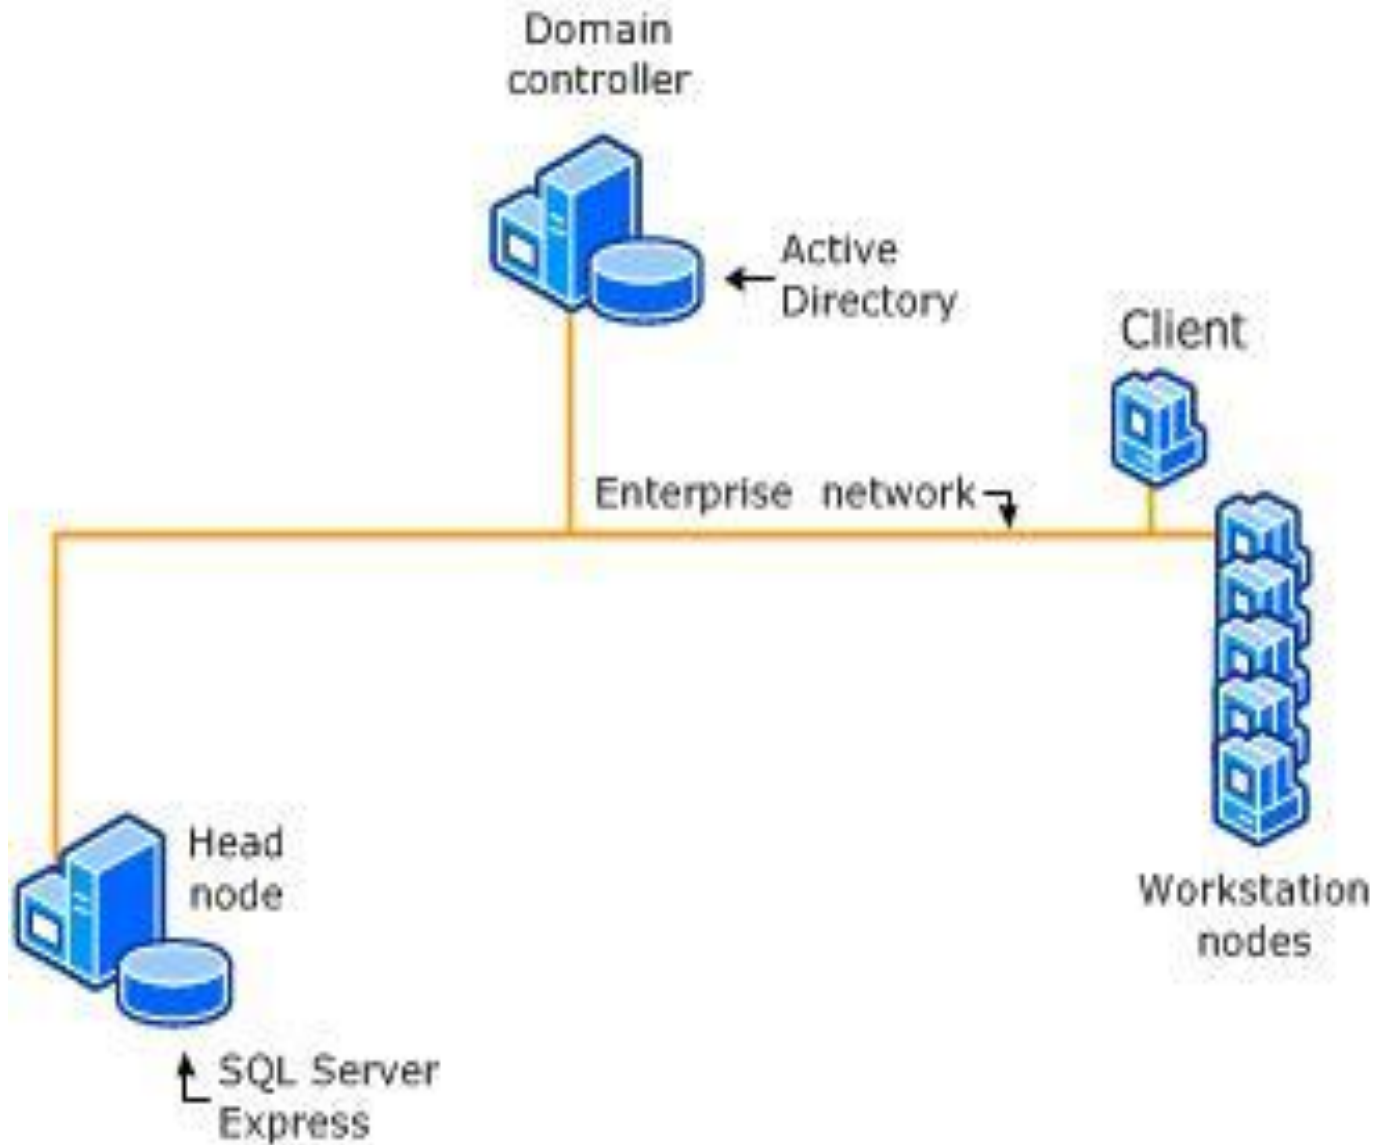 Domain
controller
Active
Directory
Client
Enterprise network
Head
node
Workstation
nodes
SQL Server
Express